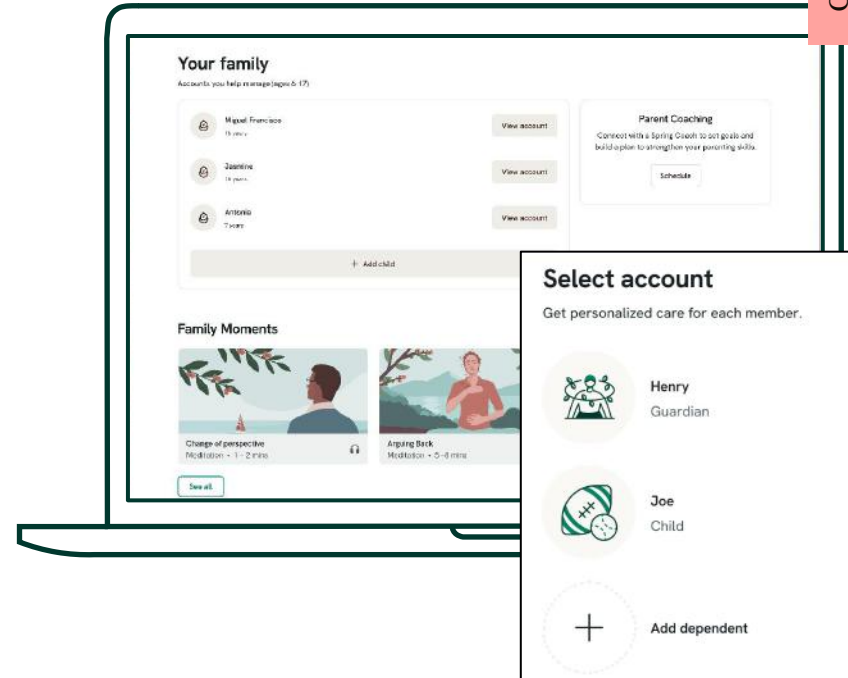 Your family
Accounts you help manage (ages 6-17)
Miguel Francisco
View account
Jasmine
View account
Antonio
7 years
View account
+ Add child
Parent Coaching
Connect with a Spring Coach to set goals and
build a plan to strengthen your parenting skills.
Schedule
Family Moments
Change of perspective
Meditation • 1 - 2 mins
Arguing Back
Meditation • 5 -8 mins
See all
Select account
Get personalized care for each member.
Henry
Guardian
Joe
Child
Add dependent